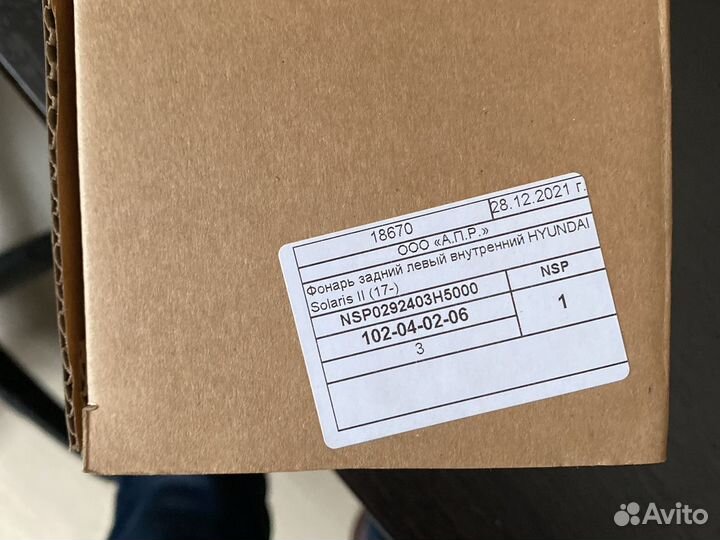 18670
28.12.2021 г.
ООО «А.П.Р.»
Фонарь задний левый внутренний HYUNDAI
Solaris II (17-)
NSP0292403H5000
NSP
102-04-02-06
1
3
Avito